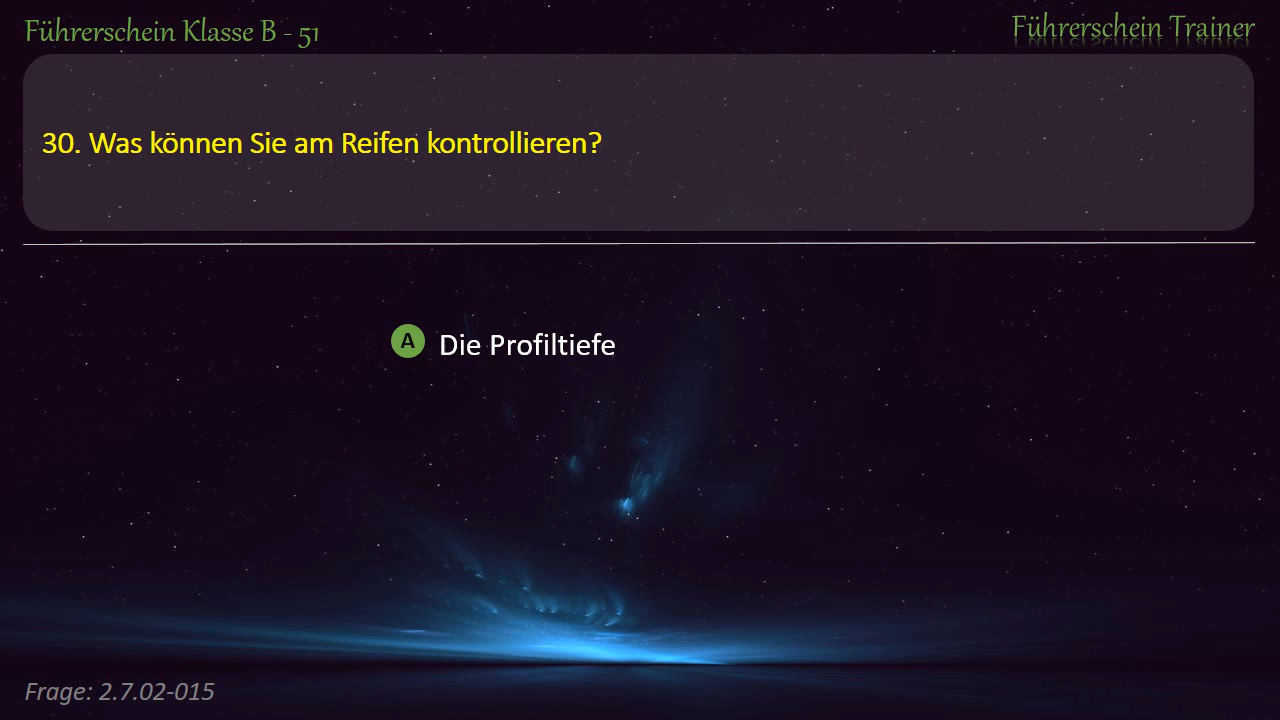 Führerschein Klasse B - 51
Führerschein Trainer
30. Was können Sie am Reifen kontrollieren?
A Die Profiltiefe
Frage: 2.7.02-015